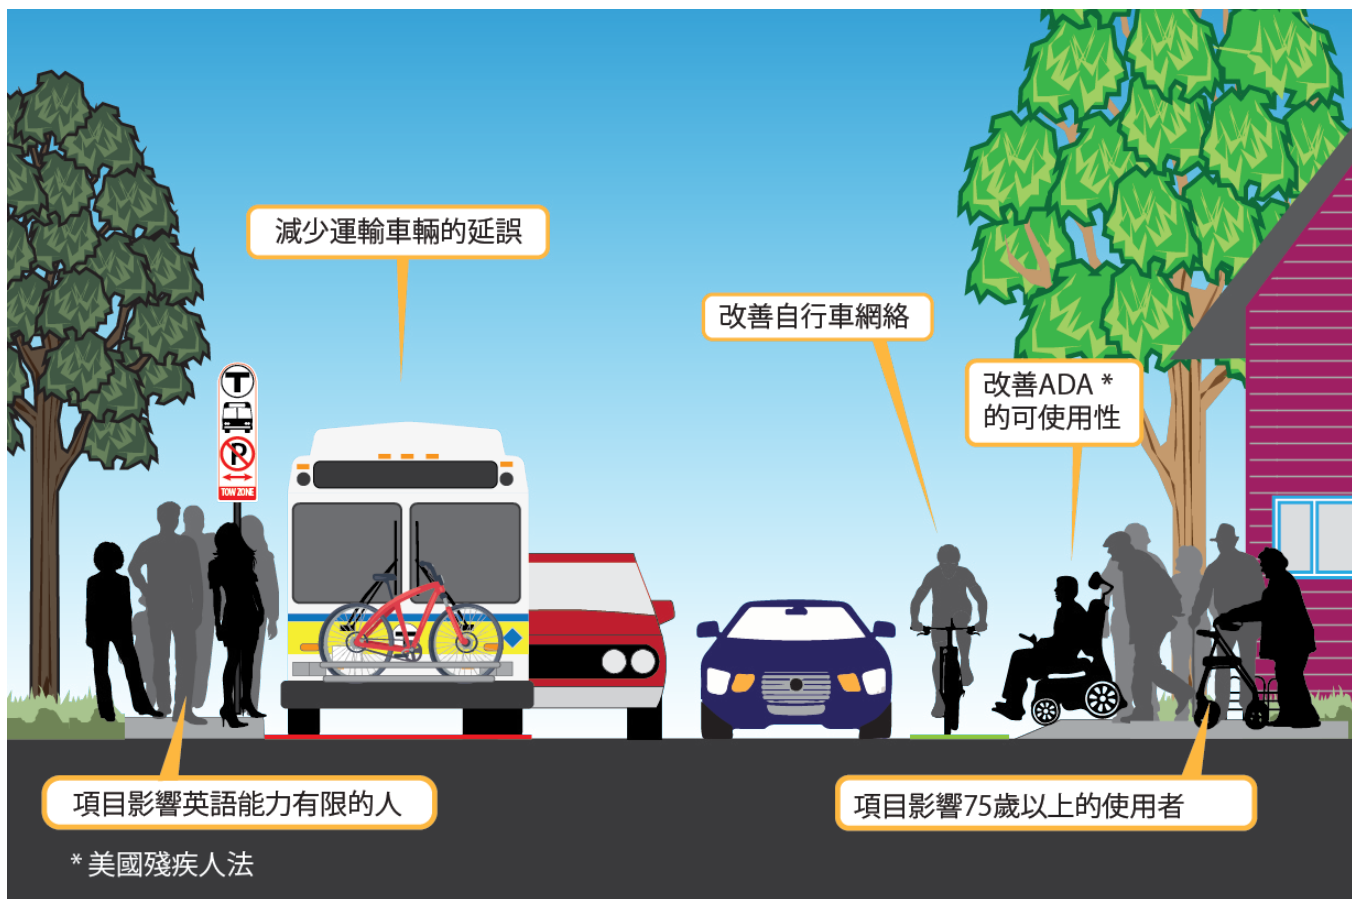 減少運輸車輛的延誤
改善自行車網絡
改善ADA *
的可使用性
T
P
TOW ZONE
項目影響英語能力有限的人
項目影響75歲以上的使用者
* 美國殘疾人法